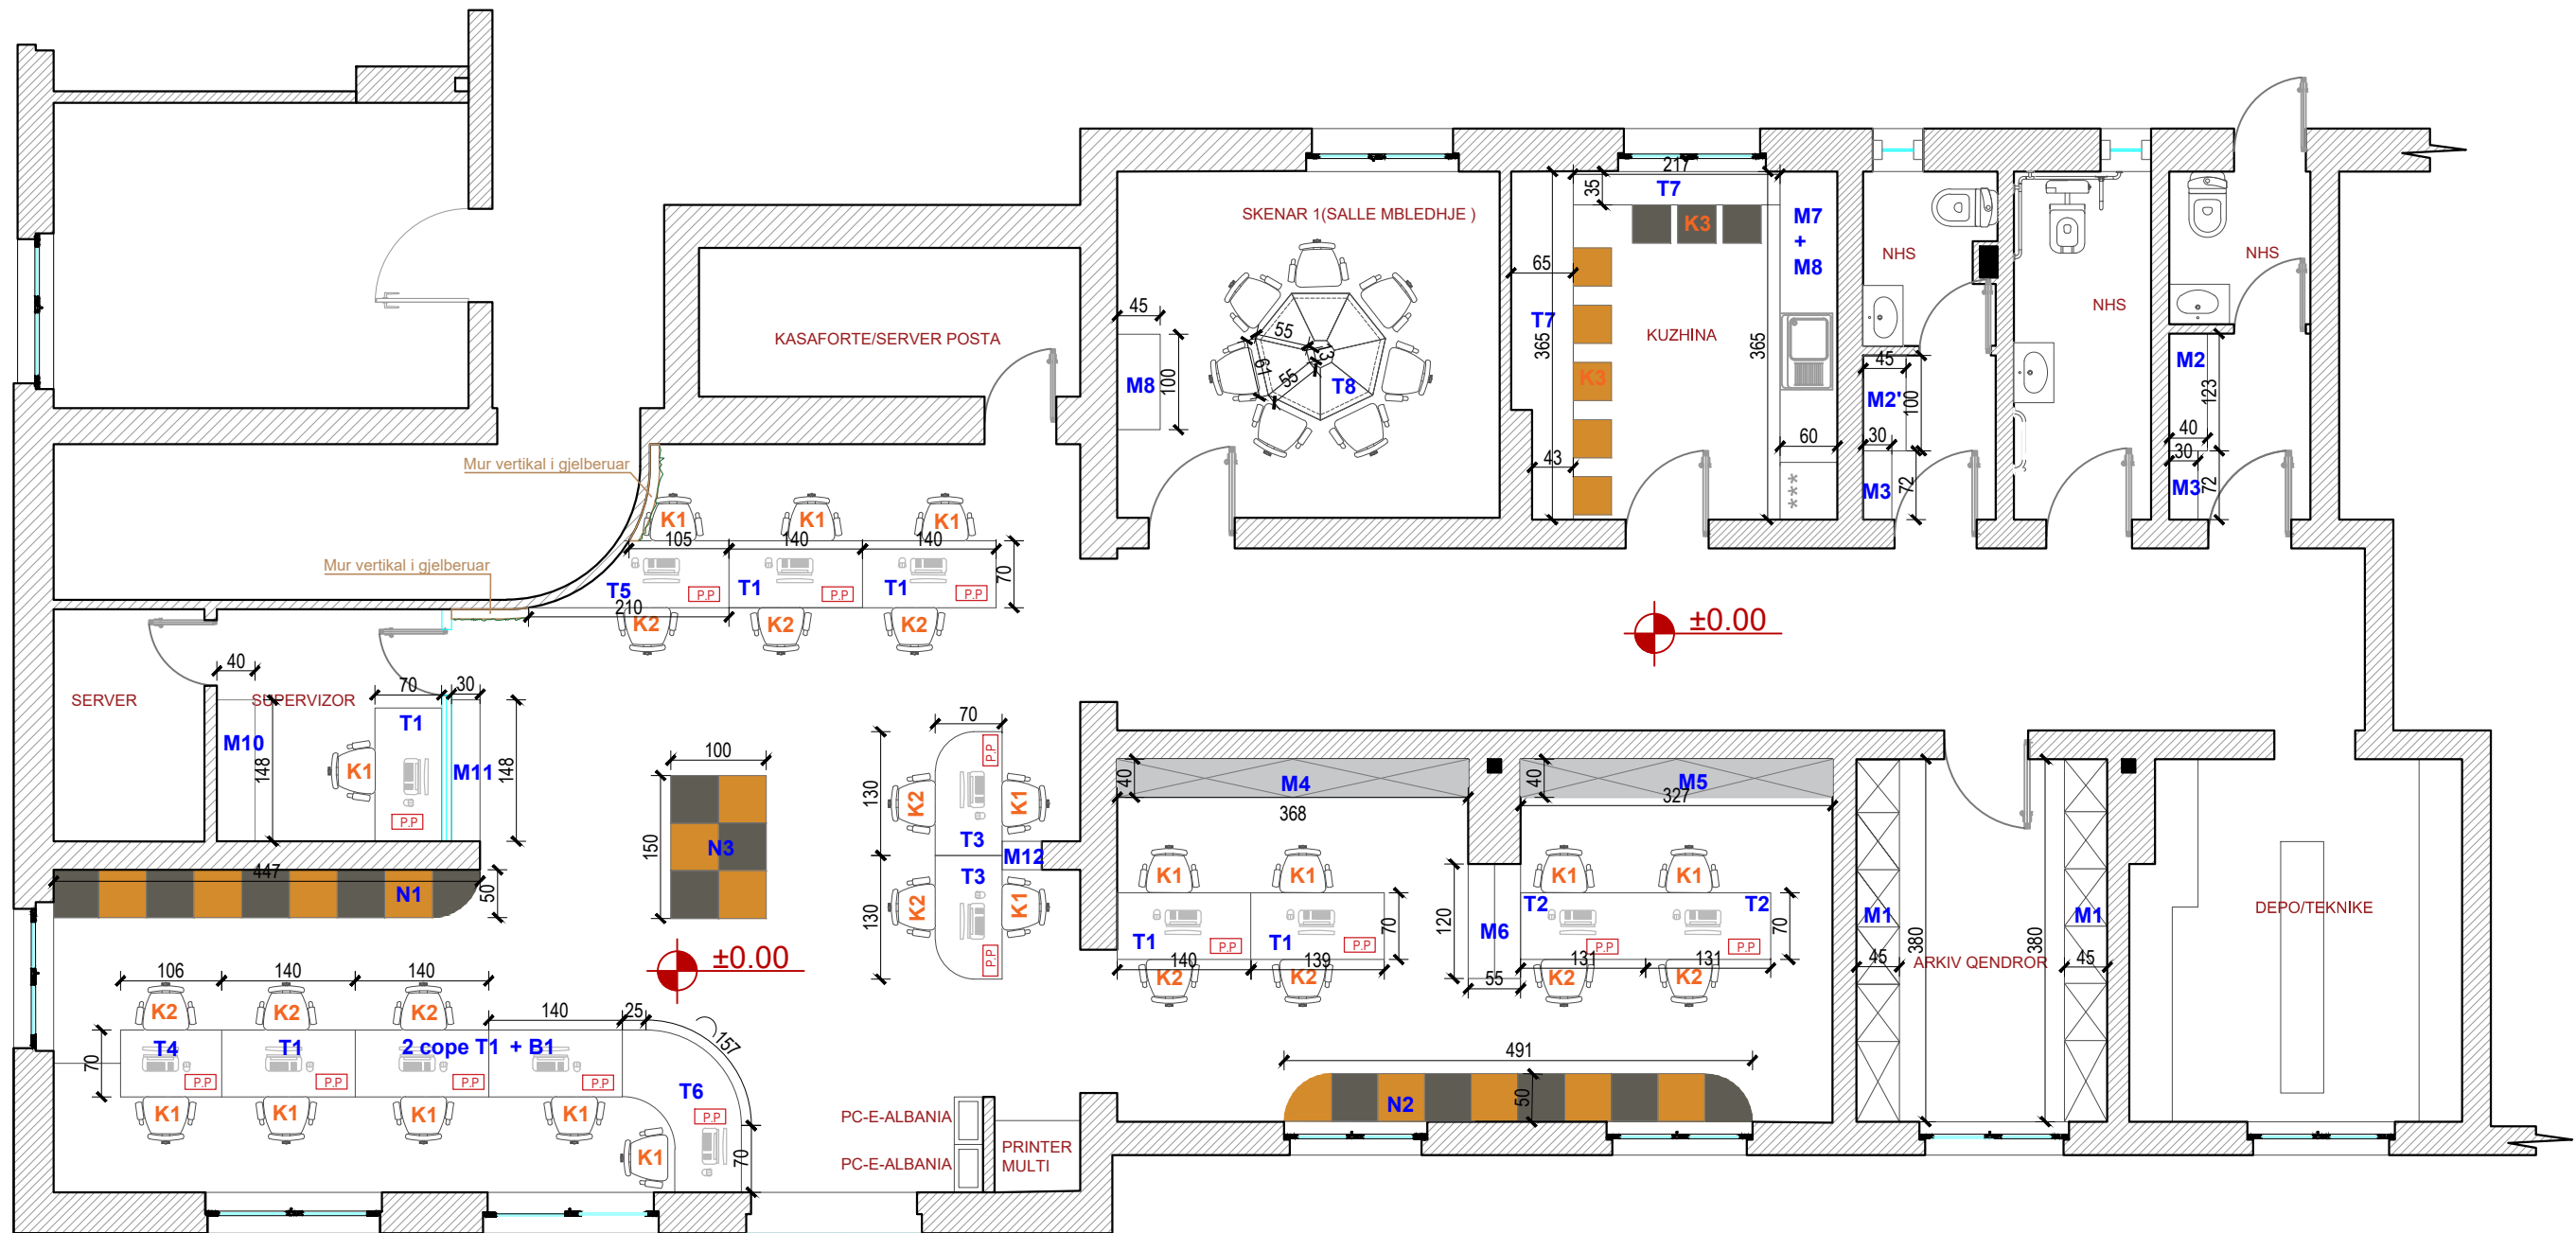 217
35
T7
SKENAR 1(SALLE MBLEDHJE )
K3
M7
+
M8
NHS
NHS
NHS
65
45
KASAFORTE/SERVER POSTA
55
13
61
55
T8
M8
100
T7
365
KUZHINA
365
K3
45
M2'
100
M2
123
40
30
30
60
43
M3
72
M3
72
***
Mur vertikal i gjelberuar
K1
K1
K1
105
140
140
Mur vertikal i gjelberuar
T5
P.P
T1
P.P
T1
P.P
70
210
K2
K2
K2
±0.00
40
SERVER
SUPERVIZOR
70
30
T1
M10
148
K1
M11
148
P.P
70
P.P
100
130
K2
K1
T3
150
N3
M12
T3
130
K2
K1
P.P
40
M4
368
40
M5
327
447
N1
50
K1
K1
K1
K1
T2
T2
120
M6
T1
P.P
T1
P.P
70
P.P
P.P
70
140
139
131
131
55
K2
K2
K2
K2
M1
380
380
M1
45
ARKIV QENDROR
45
DEPO/TEKNIKE
±0.00
106
140
140
K2
K2
K2
140
25
157
70
T4
T1
2 cope T1 + B1
P.P
P.P
P.P
P.P
T6
P.P
K1
K1
K1
K1
K1
70
491
N2
50
PC-E-ALBANIA
PC-E-ALBANIA
PRINTER
MULTI